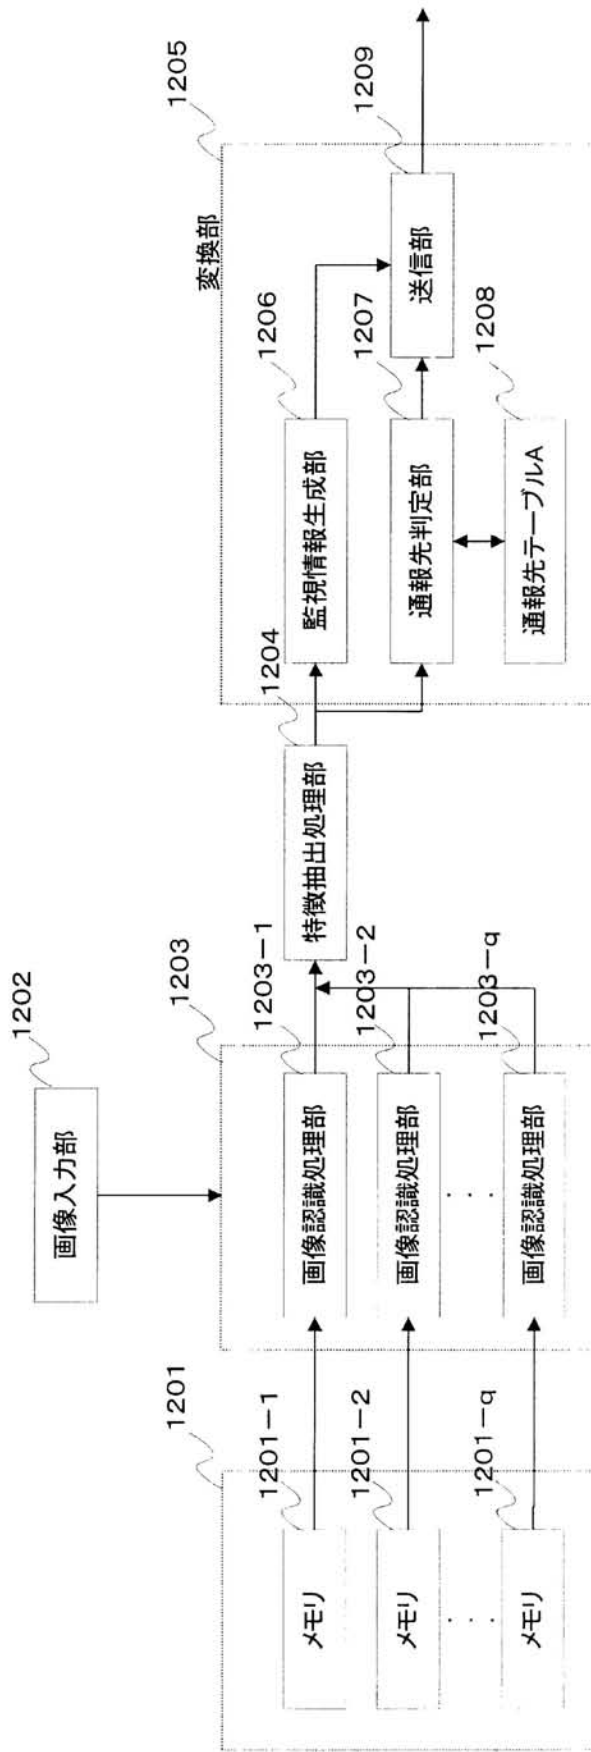 1202
画像入力部
1201
1201-1
メモリ
1201-2
メモリ
・・・
1201-q
メモリ
1203
1203-1
画像認識処理部
1203-2
画像認識処理部
・・・
1203-q
画像認識処理部
1204
特徴抽出処理部
1205
変換部
1206
監視情報生成部
1207
通報先判定部
1208
通報先テーブルA
1209
送信部